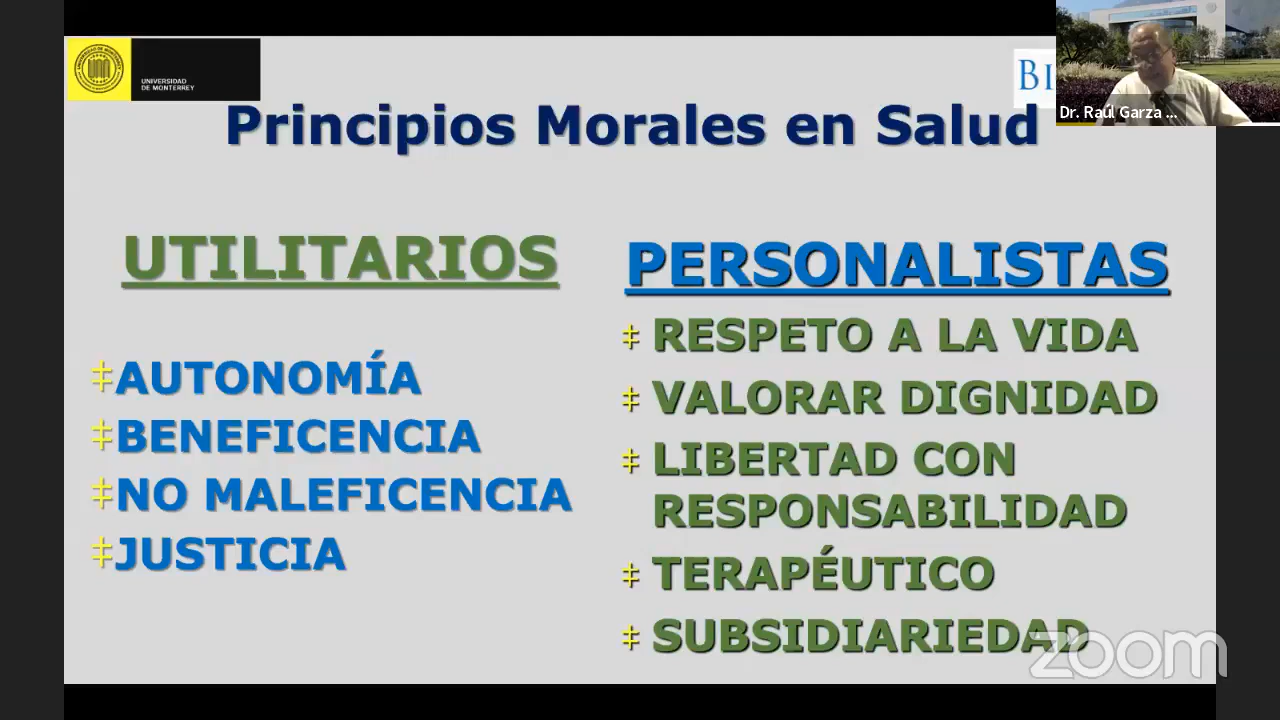 UNIVERSIDAD
DE MONTERREY
Principios Morales en Salud
Dr. Raúl Garza ...
UTILITARIOS
‡AUTONOMÍA
‡BENEFICENCIA
‡NO MALEFICENCIA
‡JUSTICIA
PERSONALISTAS
‡ RESPETO A LA VIDA
‡ VALORAR DIGNIDAD
‡ LIBERTAD CON
RESPONSABILIDAD
‡ TERAPÉUTICO
‡ SUBSIDIARIEDAD
zoom